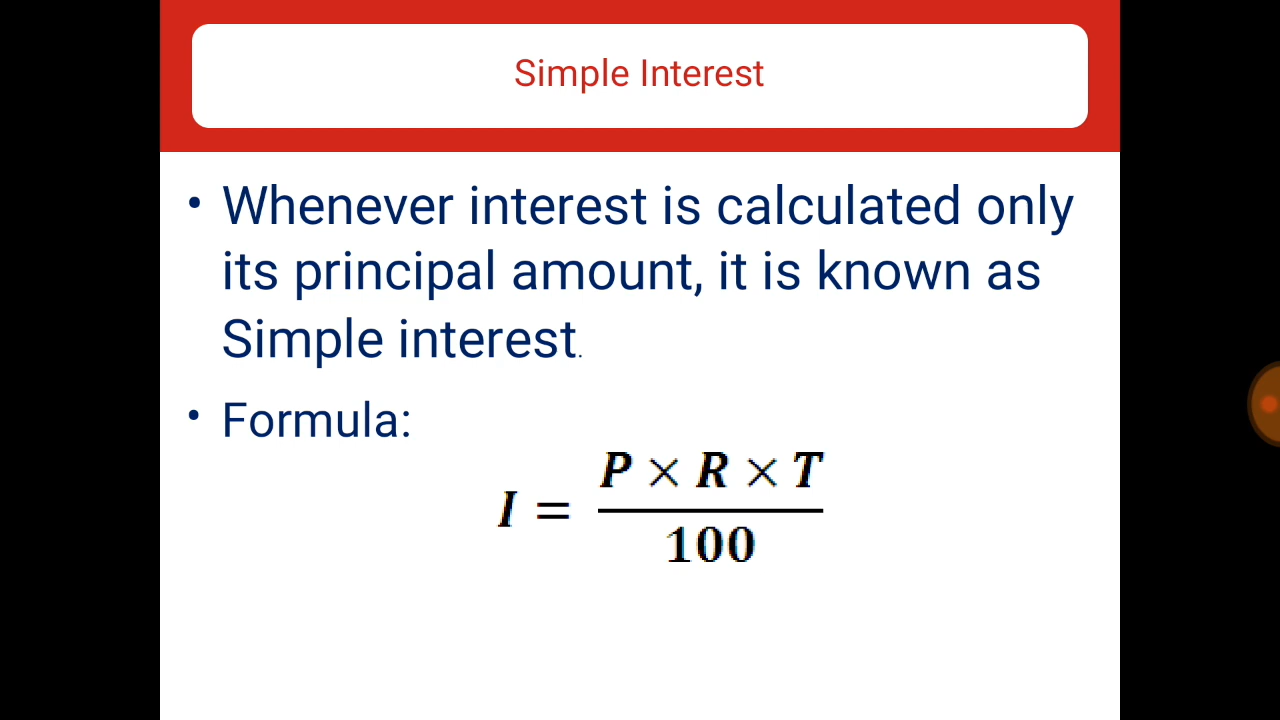 Simple Interest
• Whenever interest is calculated only
its principal amount, it is known as
Simple interest.
• Formula:
I = P × R × T / 100